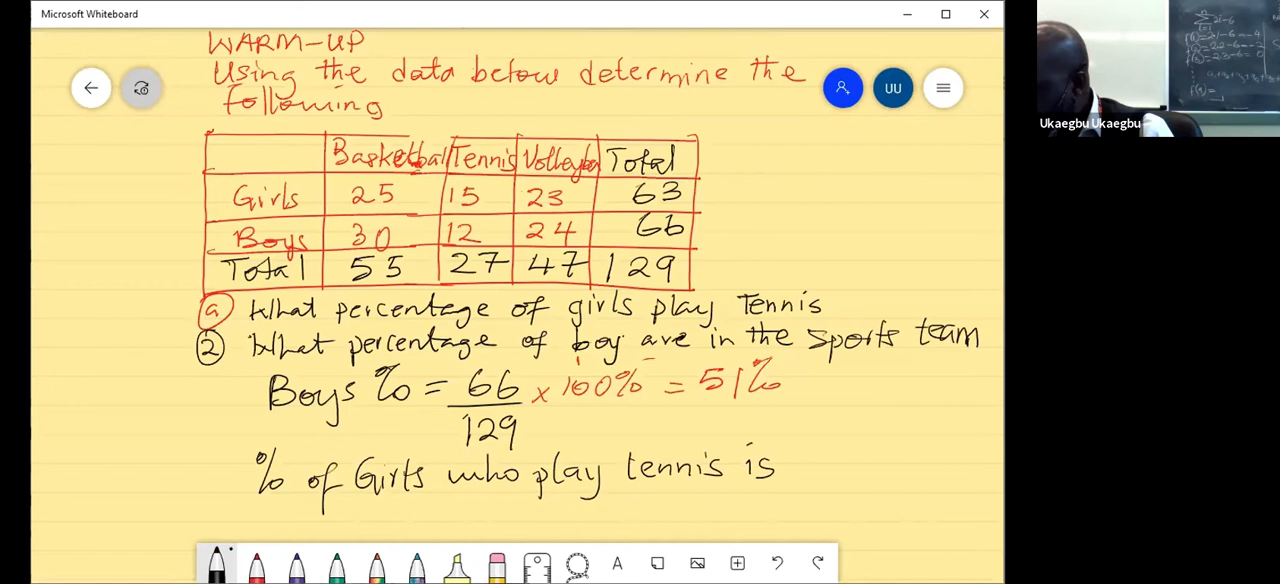 Microsoft Whiteboard
WARM-UP
Using the data below determine the
following
Basketball Tennis Volleyball Total
Girls 25 15 23 63
Boys 30 12 24 66
Total 55 27 47 129
a What percentage of girls play Tennis
2 What percentage of boy are in the sports team
Boys % = 66/129 × 100% = 51%
% of Girls who play tennis is
UU
A
Ukaegbu Ukaegbu